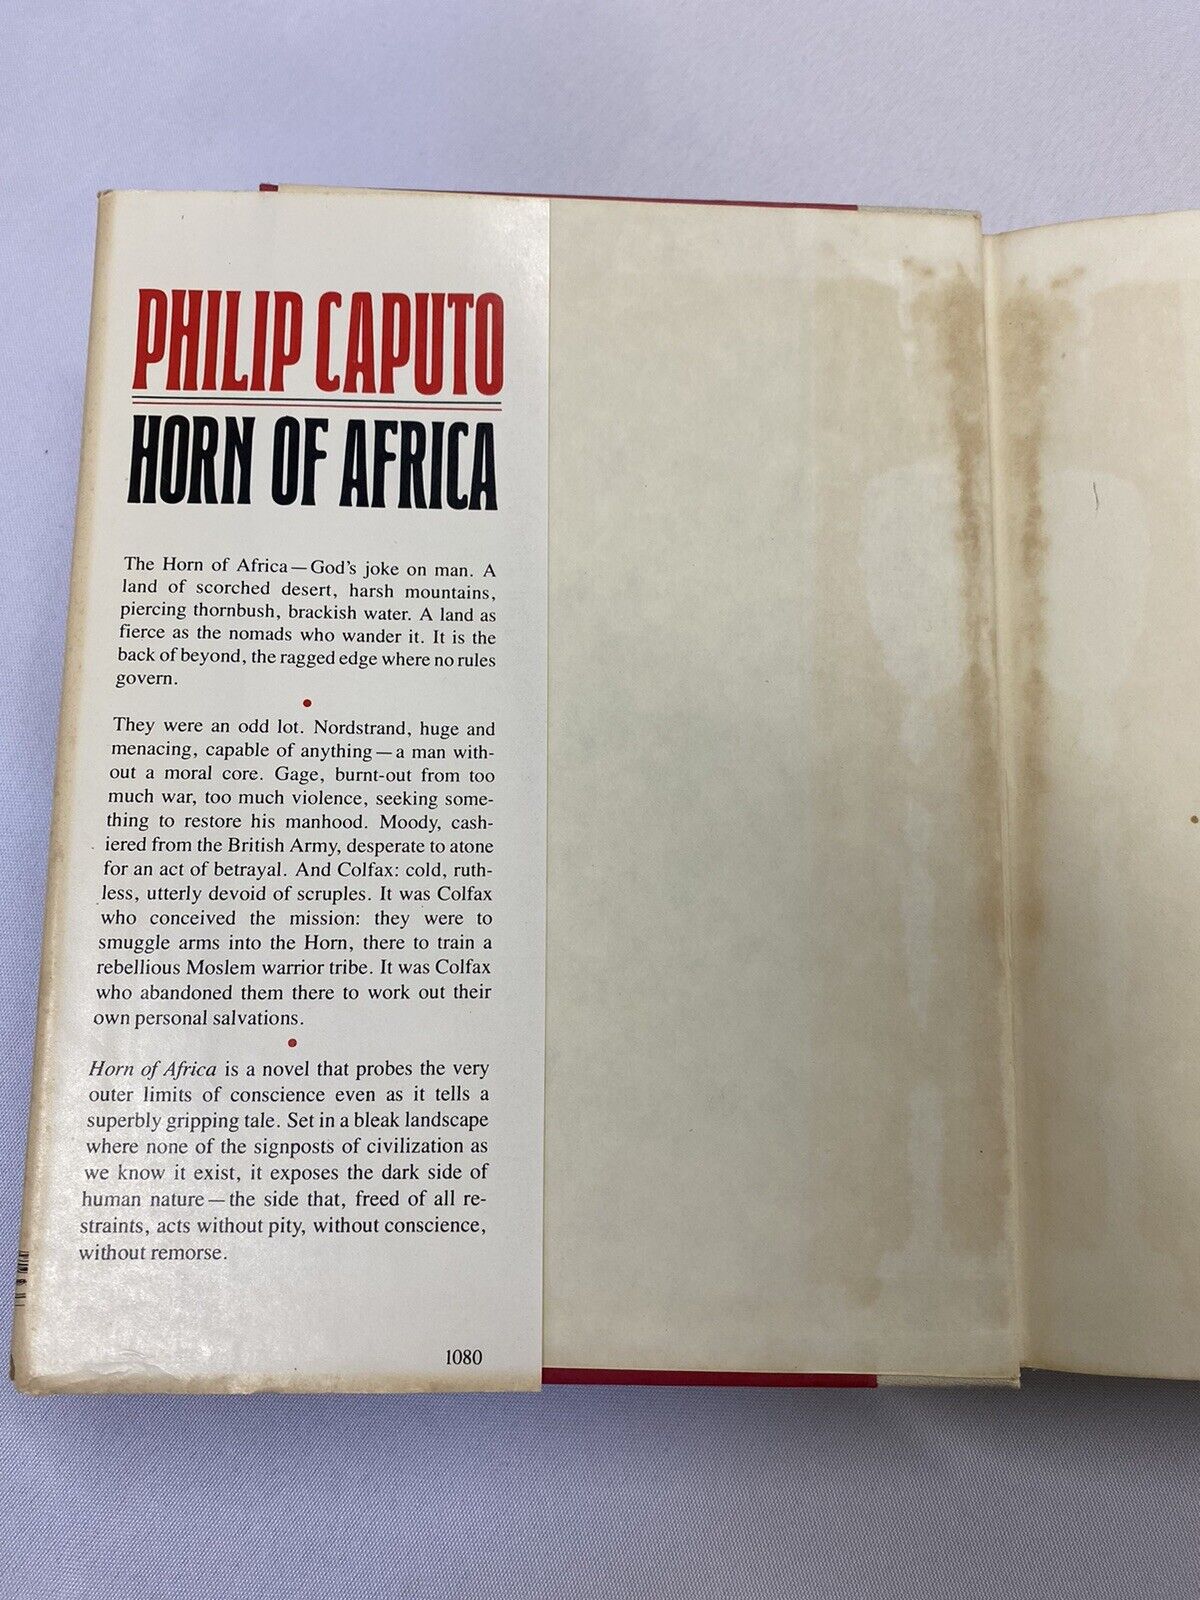 PHILIP CAPUTO
HORN OF AFRICA
The Horn of Africa—God's joke on man. A
land of scorched desert, harsh mountains,
piercing thornbush, brackish water. A land as
fierce as the nomads who wander it. It is the
back of beyond, the ragged edge where no rules
govern.
They were an odd lot. Nordstrand, huge and
menacing, capable of anything—a man with-
out a moral core. Gage, burnt-out from too
much war, too much violence, seeking some-
thing to restore his manhood. Moody, cash-
iered from the British Army, desperate to atone
for an act of betrayal. And Colfax: cold, ruth-
less, utterly devoid of scruples. It was Colfax
who conceived the mission: they were to
smuggle arms into the Horn, there to train a
rebellious Moslem warrior tribe. It was Colfax
who abandoned them there to work out their
own personal salvations.
Horn of Africa is a novel that probes the very
outer limits of conscience even as it tells a
superbly gripping tale. Set in a bleak landscape
where none of the signposts of civilization as
we know it exist, it exposes the dark side of
human nature—the side that, freed of all re-
straints, acts without pity, without conscience,
without remorse.
1080